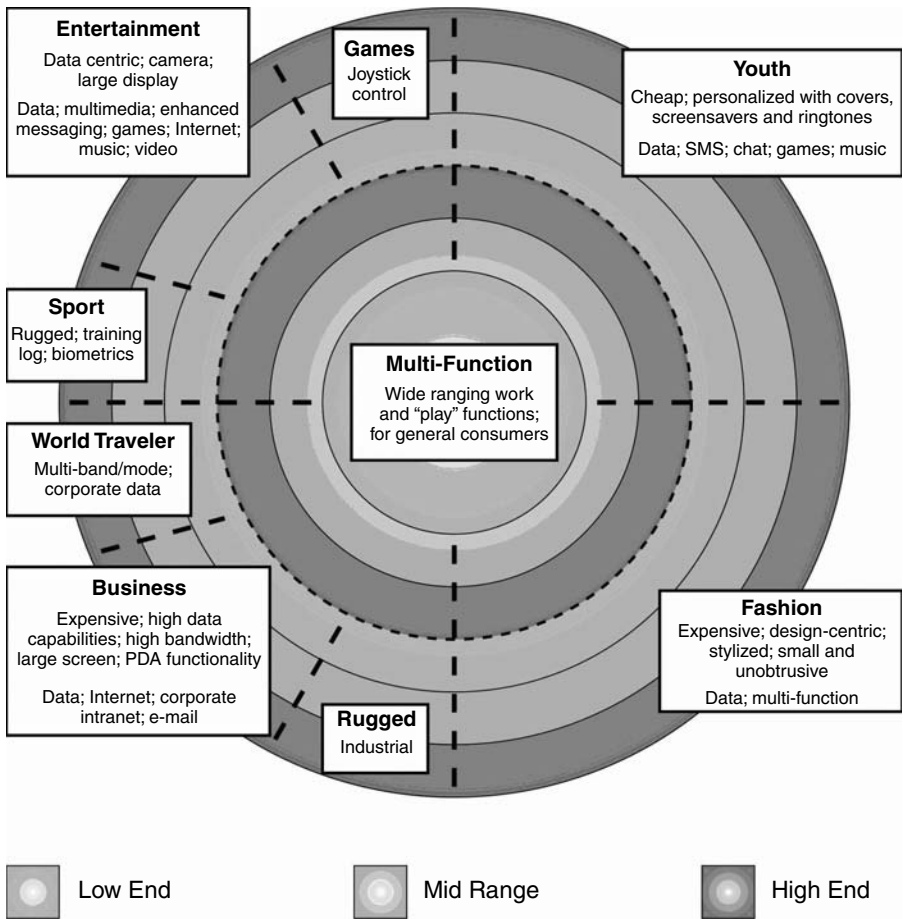 Entertainment
Data centric; camera;
large display
Data; multimedia; enhanced
messaging; games; Internet;
music; video
Games
Joystick
control
Youth
Cheap; personalized with covers,
screensavers and ringtones
Data; SMS; chat; games; music
Sport
Rugged; training
log; biometrics
Multi-Function
Wide ranging work
and “play” functions;
for general consumers
World Traveler
Multi-band/mode;
corporate data
Business
Expensive; high data
capabilities; high bandwidth;
large screen; PDA functionality
Data; Internet; corporate
intranet; e-mail
Rugged
Industrial
Fashion
Expensive; design-centric;
stylized; small and
unobtrusive
Data; multi-function
Low End
Mid Range
High End